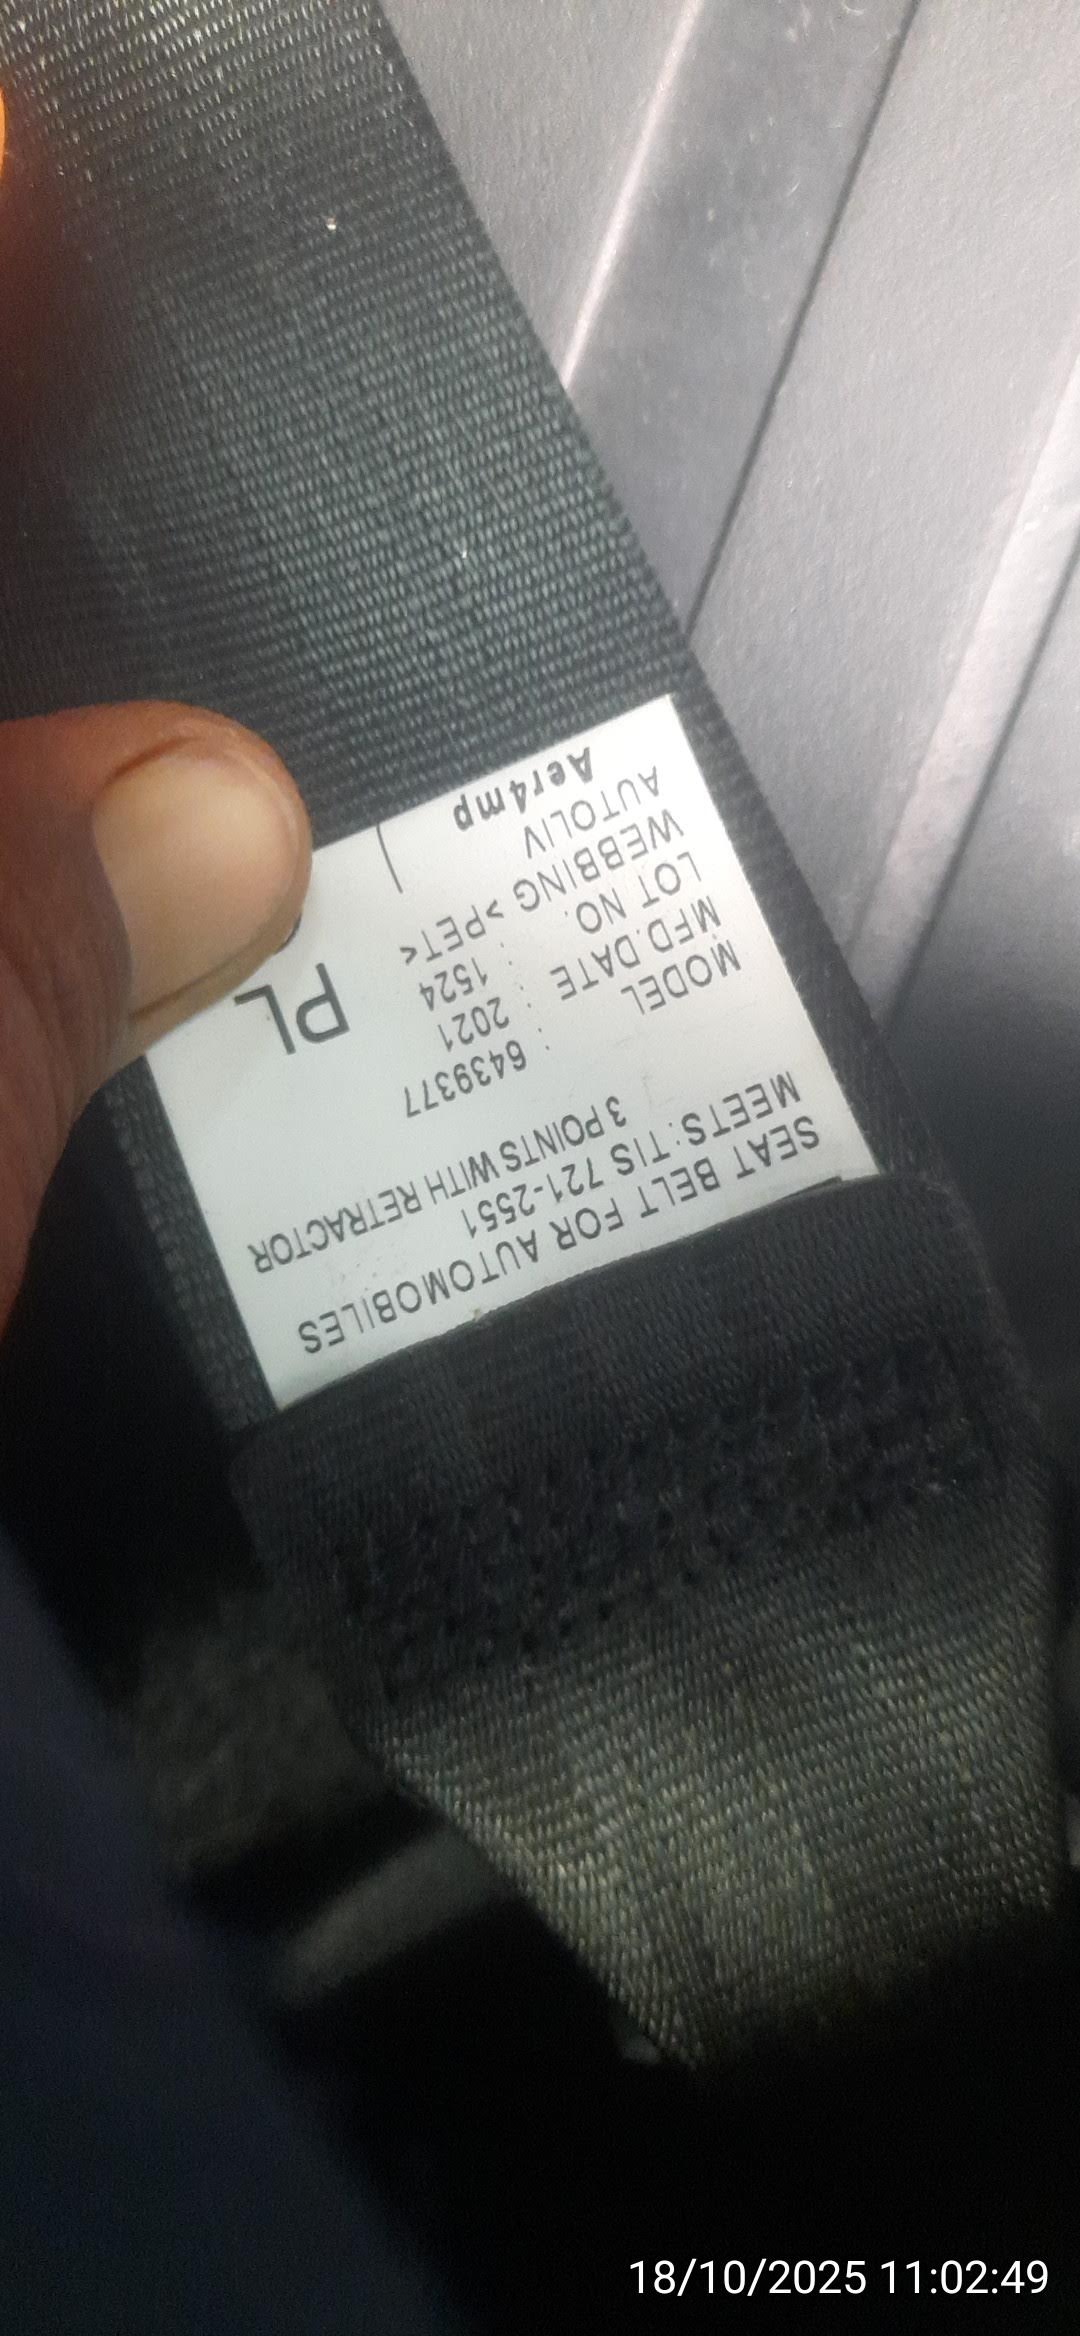 SEAT BELT FOR AUTOMOBILES
MEETS: TIS 721-2551
3 POINTS WITH RETRACTOR
MODEL : 6439377
MFD.DATE : 2021
LOT NO. : 1524
WEBBING >PET<
AUTOLIV
Aer4mp
PL
18/10/2025 11:02:49